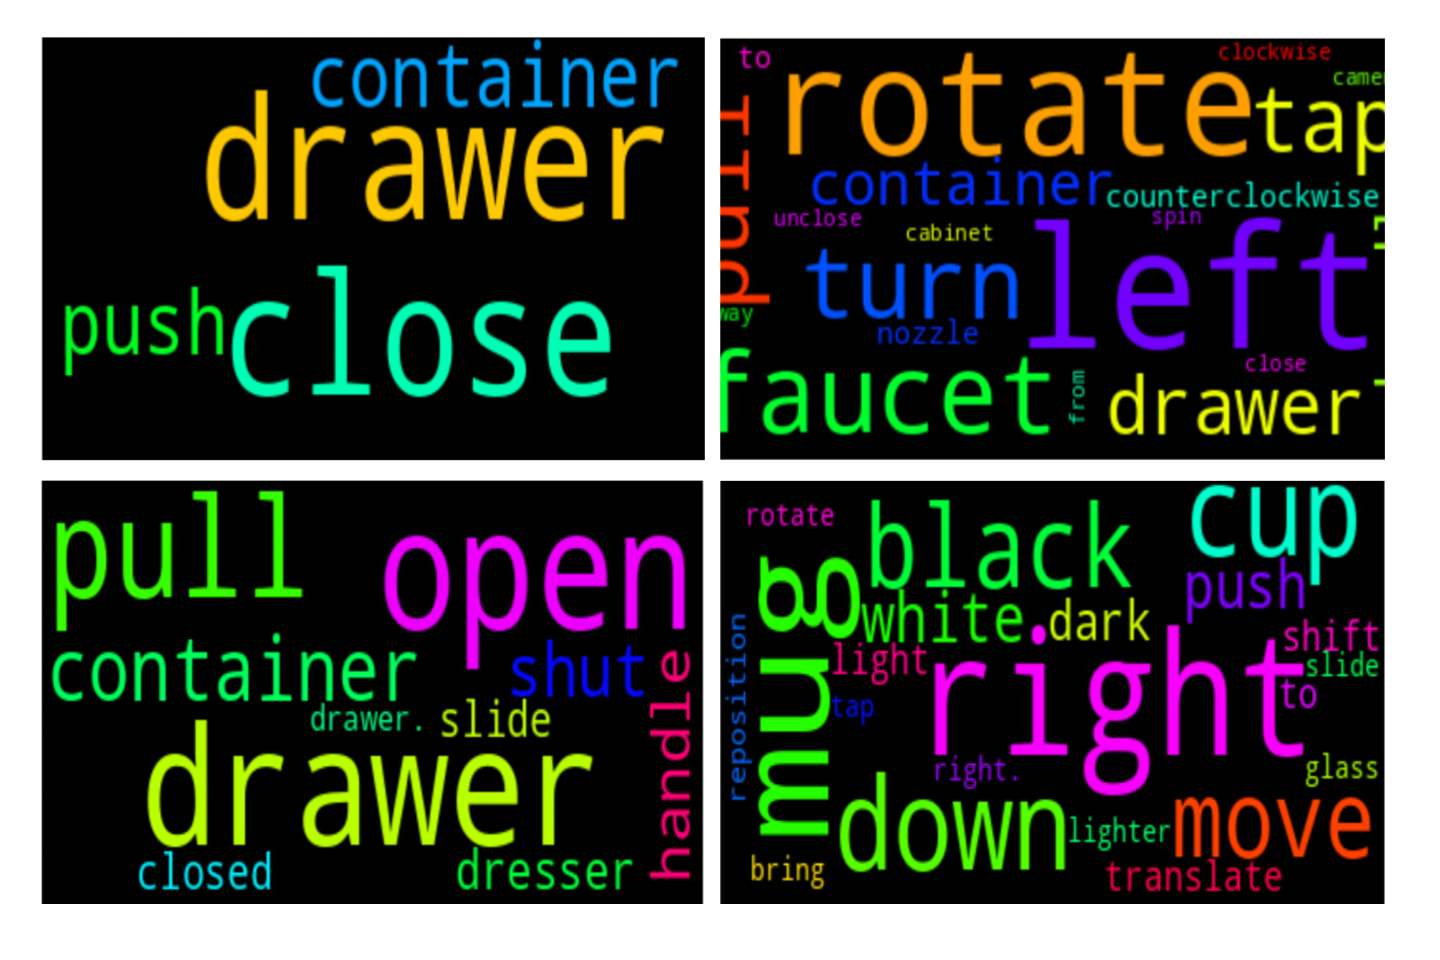 container
drawer
push close
to rotate clockwise
camer
tap
pull
container counterclockwise
unclose spin
cabinet
left
turn
way nozzle
close
faucet from drawer
pull open
container shut
handle
drawer. slide
drawer
closed dresser
rotate black cup
push
mug white. dark
shift
light right slide
reposition tap to
right. glass
down lighter move
bring translate